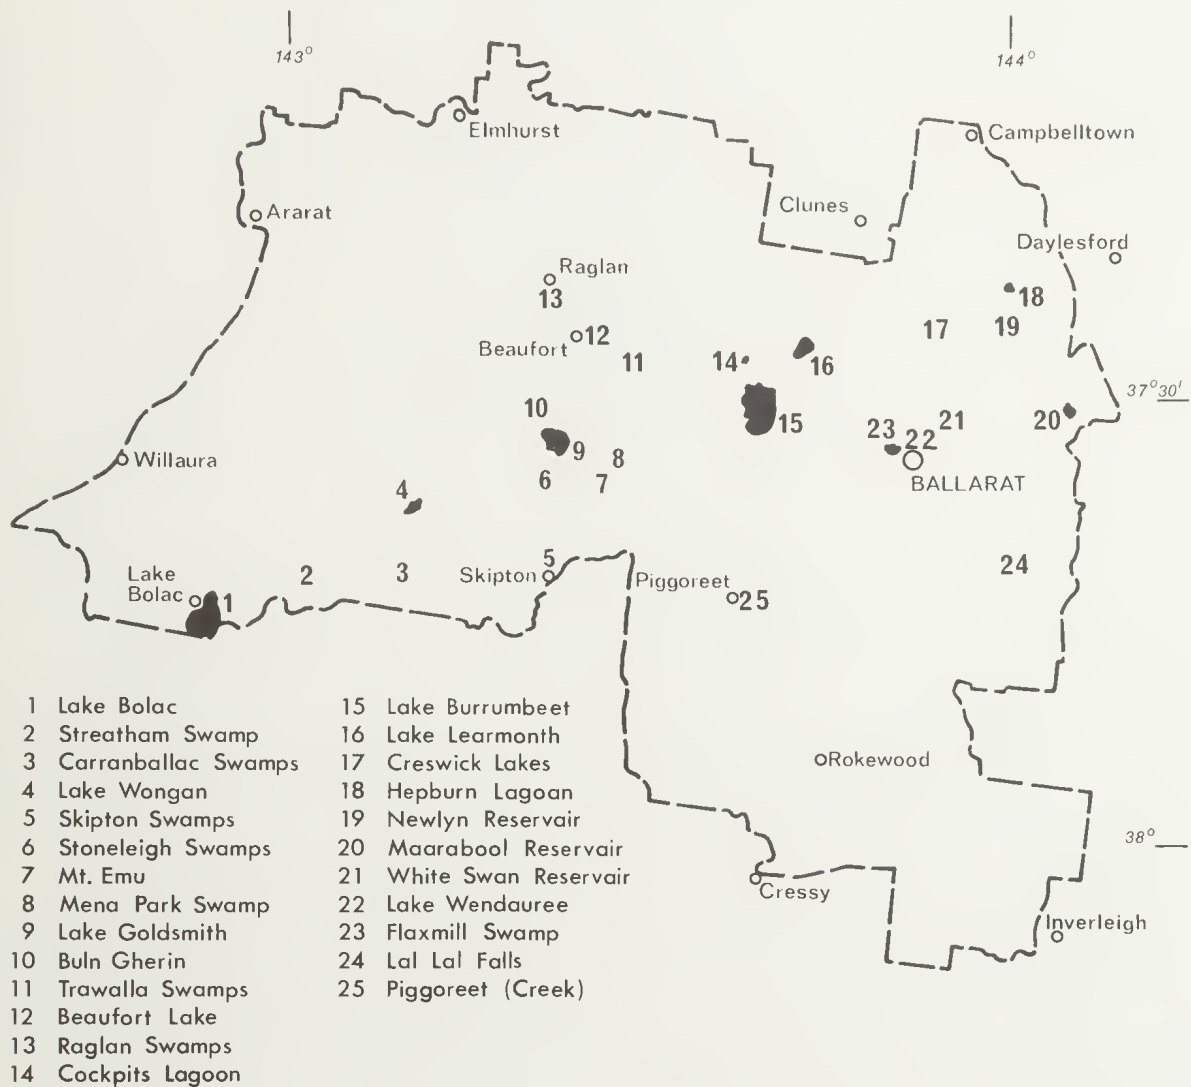 143°
144°
Elmhurst
Campbelltown
Ararat
Clunes
Daylesford
Raglan
13
18
Beaufort 12
17
19
11
14
16
37°30'
10
15
23
22
21
20
Willaura
9
8
6
7
BALLARAT
4
5
24
Lake
Bolac
1
2
3
Skipton
Piggoreet
25
1 Lake Bolac
2 Streatham Swamp
3 Carranballac Swamps
4 Lake Wongan
5 Skipton Swamps
6 Stoneleigh Swamps
7 Mt. Emu
8 Mena Park Swamp
9 Lake Goldsmith
10 Buln Gherin
11 Trawalla Swamps
12 Beaufort Lake
13 Raglan Swamps
14 Cockpits Lagoon
15 Lake Burrumbeet
16 Lake Learmonth
17 Creswick Lakes
18 Hepburn Lagoan
19 Newlyn Reservair
20 Maarabool Reservair
21 White Swan Reservair
22 Lake Wendauree
23 Flaxmill Swamp
24 Lal Lal Falls
25 Piggoreet (Creek)
Rokewood
38°
Cressy
Inverleigh